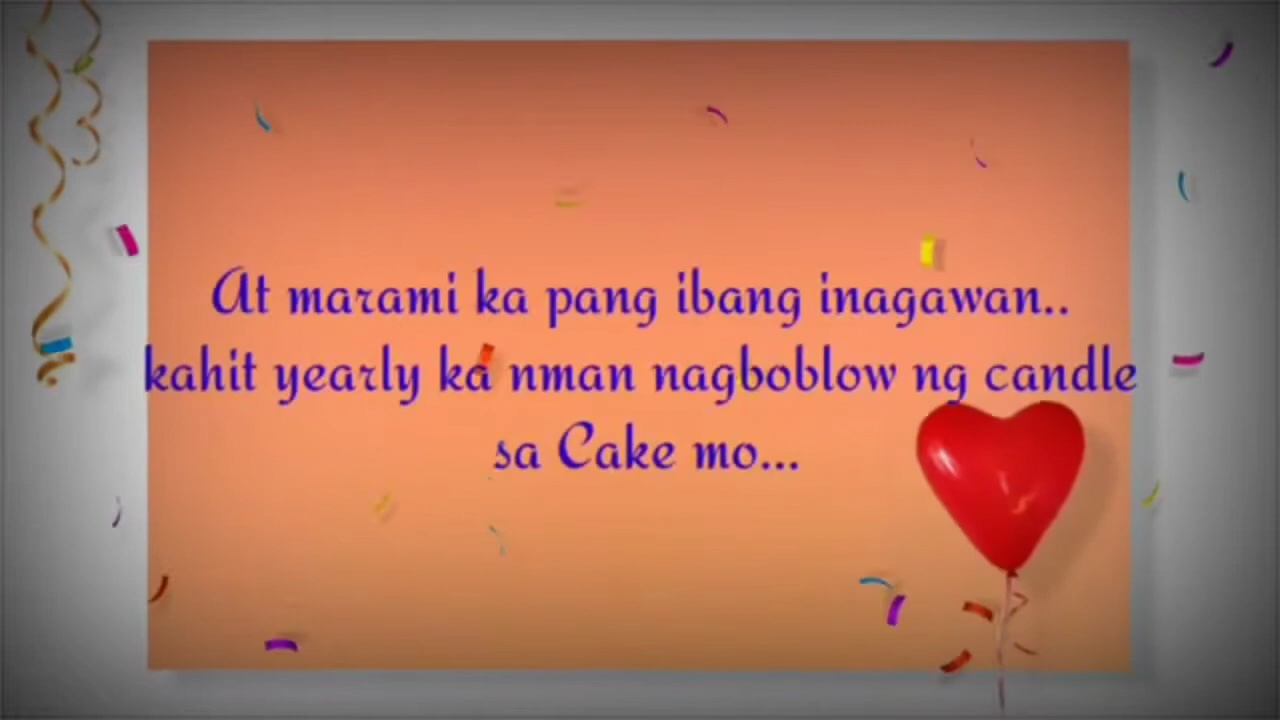 At marami ka pang ibang inagawan..
kahit yearly ka nman nagboblow ng candle
sa Cake mo...